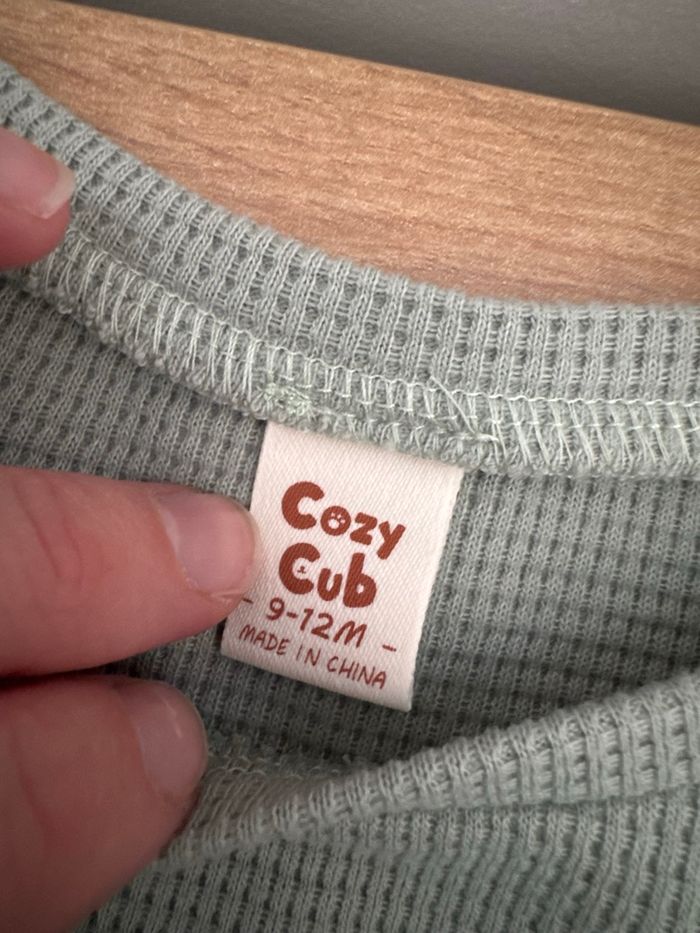 Cozy
Cub
- 9-12M -
MADE IN CHINA